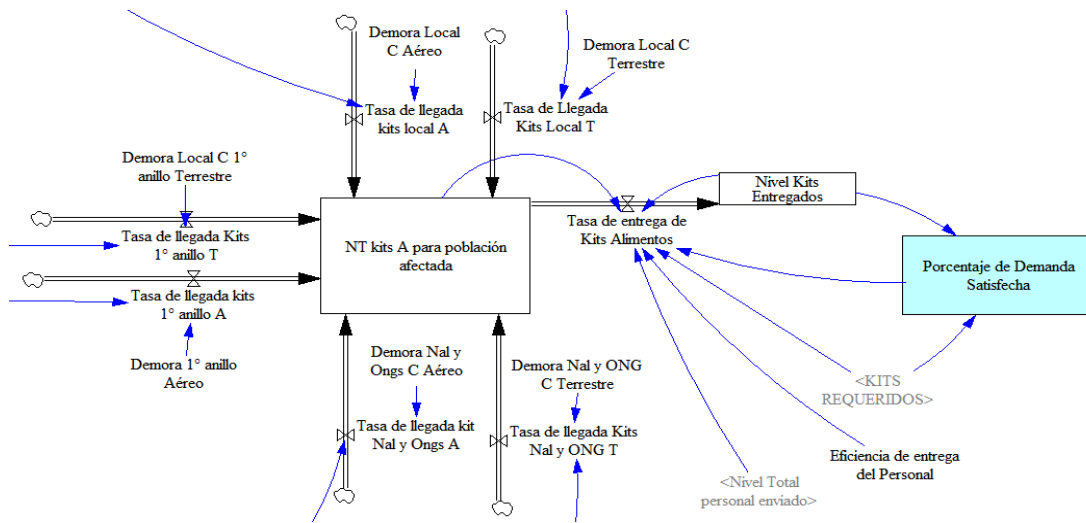 Demora Local
C Aéreo
Demora Local C
Terrestre
Tasa de llegada
kits local A
Tasa de Llegada
Kits Local T
Demora Local C 1°
anillo Terrestre
Nivel Kits
Entregados
Tasa de llegada Kits
1° anillo T
NT kits A para población
afectada
Tasa de entrega de
Kits Alimentos
Porcentaje de Demanda
Satisfecha
Tasa de llegada kits
1° anillo A
Demora 1° anillo
Aéreo
Demora Nal y
Ongs C Aéreo
Demora Nal y ONG
C Terrestre
<KITS
REQUERIDOS>
Tasa de llegada kit
Nal y Ongs A
Tasa de llegada Kits
Nal y ONG T
Eficiencia de entrega
del Personal
<Nivel Total
personal enviado>